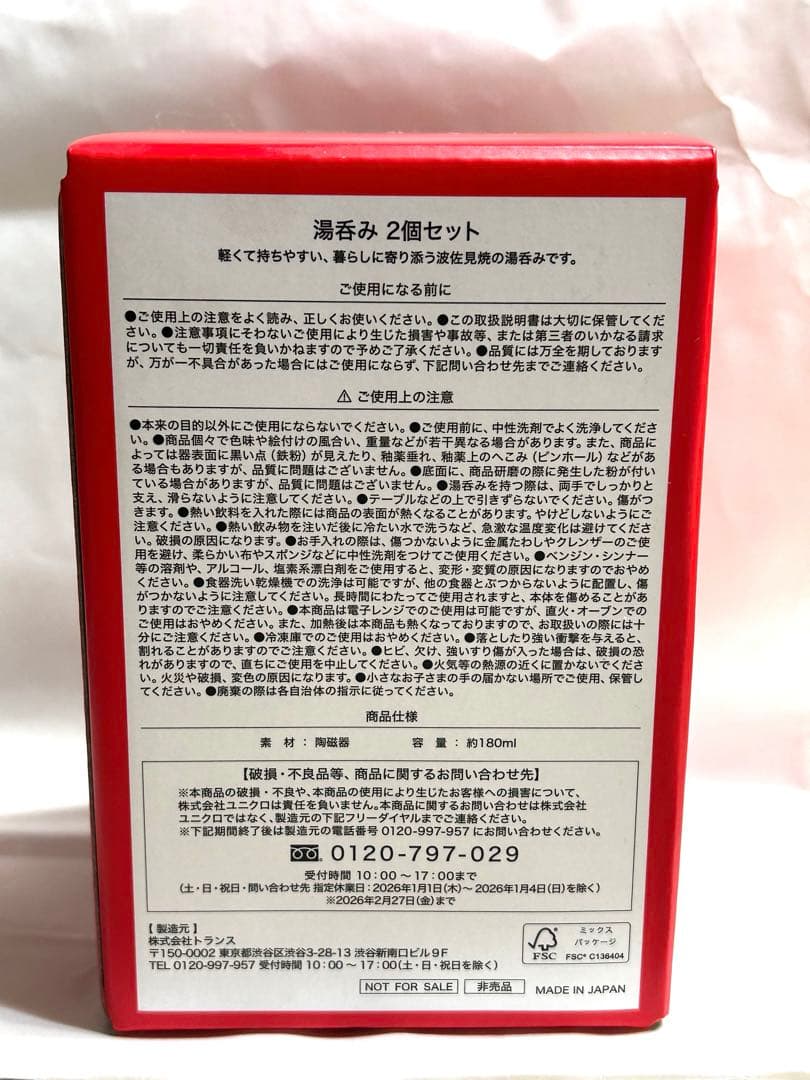 湯呑み 2個セット
軽くて持ちやすい、暮らしに寄り添う波佐見焼の湯呑みです。
ご使用になる前に
●ご使用上の注意をよく読み、正しくお使いください。●この取扱説明書は大切に保管してくだ
さい。●注意事項にそわないご使用により生じた損害や事故等、または第三者のいかなる請求
についても一切責任を負いかねますので予めご了承ください。●品質には万全を期しております
が、万が一不具合があった場合にはご使用にならず、下記問い合わせ先までご連絡ください。
⚠ ご使用上の注意
●本来の目的以外にご使用にならないでください。●ご使用前に、中性洗剤でよく洗浄してくださ
い。●商品個々で色味や絵付けの風合い、重量などが若干異なる場合があります。また、商品によ
っては器表面に黒い点（鉄粉）が見えたり、釉薬垂れ、釉薬上のへこみ（ピンホール）などがあ
る場合もありますが、品質に問題はございません。●底面に、商品研磨の際に発生した粉が付い
ている場合がありますが、品質に問題はございません。●湯呑みを持つ際は、両手でしっかりと
支え、滑らないように注意してください。●テーブルなどの上で引きずらないでください。傷がつ
きます。●熱い飲料を入れた際には商品の表面が熱くなることがあります。やけどしないようにご
注意ください。●熱い飲み物を注いだ後に冷たい水で洗うなど、急激な温度変化は避けてくださ
い。破損の原因になります。●お手入れの際は、傷つかないように金属たわしやクレンザーのご使
用を避け、柔らかい布やスポンジなどに中性洗剤をつけてご使用ください。●ベンジン・シンナー
等の溶剤や、アルコール、塩素系漂白剤をご使用すると、変形・変質の原因になりますのでおやめ
ください。●食器洗い乾燥機での洗浄は可能ですが、他の食器とぶつからないように配置し、傷
がつかないように注意してください。長時間にわたってご使用されますと、本体を傷めることがあ
りますのでご注意ください。●本商品は電子レンジでのご使用は可能ですが、直火・オーブンでの
ご使用はおやめください。また、加熱後は本商品も熱くなっておりますので、お取扱いの際には十
分にご注意ください。●冷凍庫でのご使用はおやめください。●落としたり強い衝撃を与えると、
割れることがありますのでご注意ください。●ヒビ、欠け、強いすり傷が入った場合は、破損の恐
れがありますので、直ちにご使用を中止してください。●火気等の熱源の近くに置かないでくださ
い。火災や破損、変色の原因になります。●小さなお子さまの手の届かない場所でご使用、保管し
てください。●廃棄の際は各自治体の指示に従ってください。
商品仕様
素 材 ： 陶磁器 容 量 ： 約180ml
【破損・不良品等、商品に関するお問い合わせ先】
※本商品の破損・不良や、本商品の使用により生じたお客様への損害について、
株式会社ユニクロは責任を負いません。本商品に関するお問い合わせは株式会社
ユニクロではなく、製造元の下記フリーダイヤルまでご連絡ください。
※下記期間終了後は製造元の電話番号 0120-997-957 にお問い合わせください。
0120-797-029
受付時間 10：00 〜 17：00まで
（土・日・祝日・問い合わせ先 指定休業日：2026年1月1日（木）〜 2026年1月4日（日）を除く）
※2026年2月27日（金）まで
【 製造元 】
株式会社トランス
〒150-0002 東京都渋谷区渋谷3-28-13 渋谷新南口ビル 9 F
TEL 0120-997-957 受付時間 10：00 〜 17：00（土・日・祝日を除く）
FSC
ミックス
パッケージ
FSC® C136404
NOT FOR SALE 非売品 MADE IN JAPAN